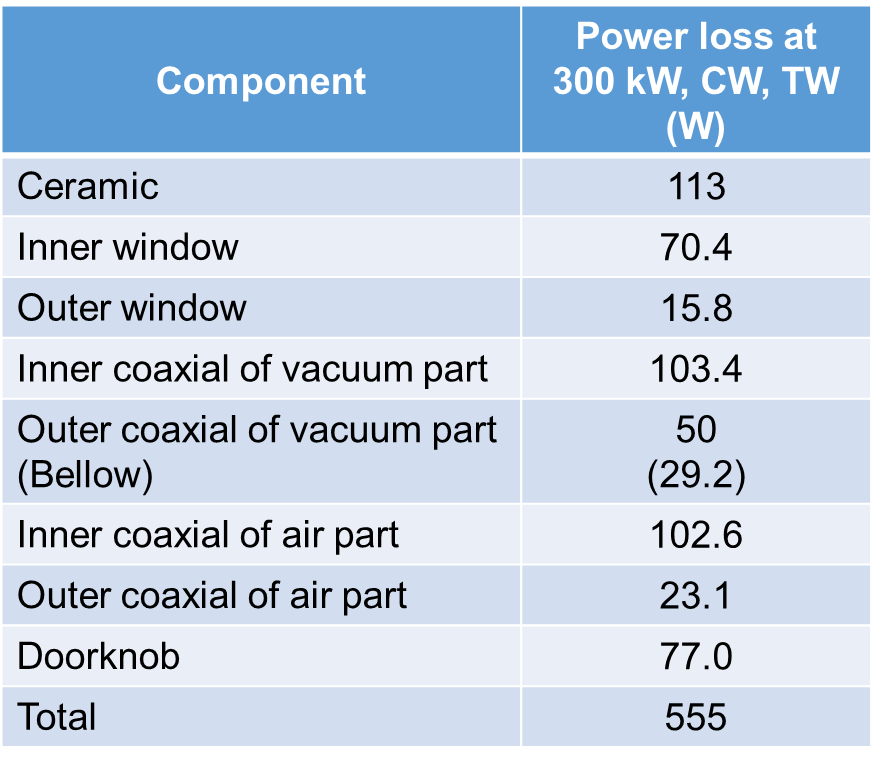 Component
Power loss at
300 kW, CW, TW
(W)
Ceramic
113
Inner window
70.4
Outer window
15.8
Inner coaxial of vacuum part
103.4
Outer coaxial of vacuum part
(Bellow)
50
(29.2)
Inner coaxial of air part
102.6
Outer coaxial of air part
23.1
Doorknob
77.0
Total
555